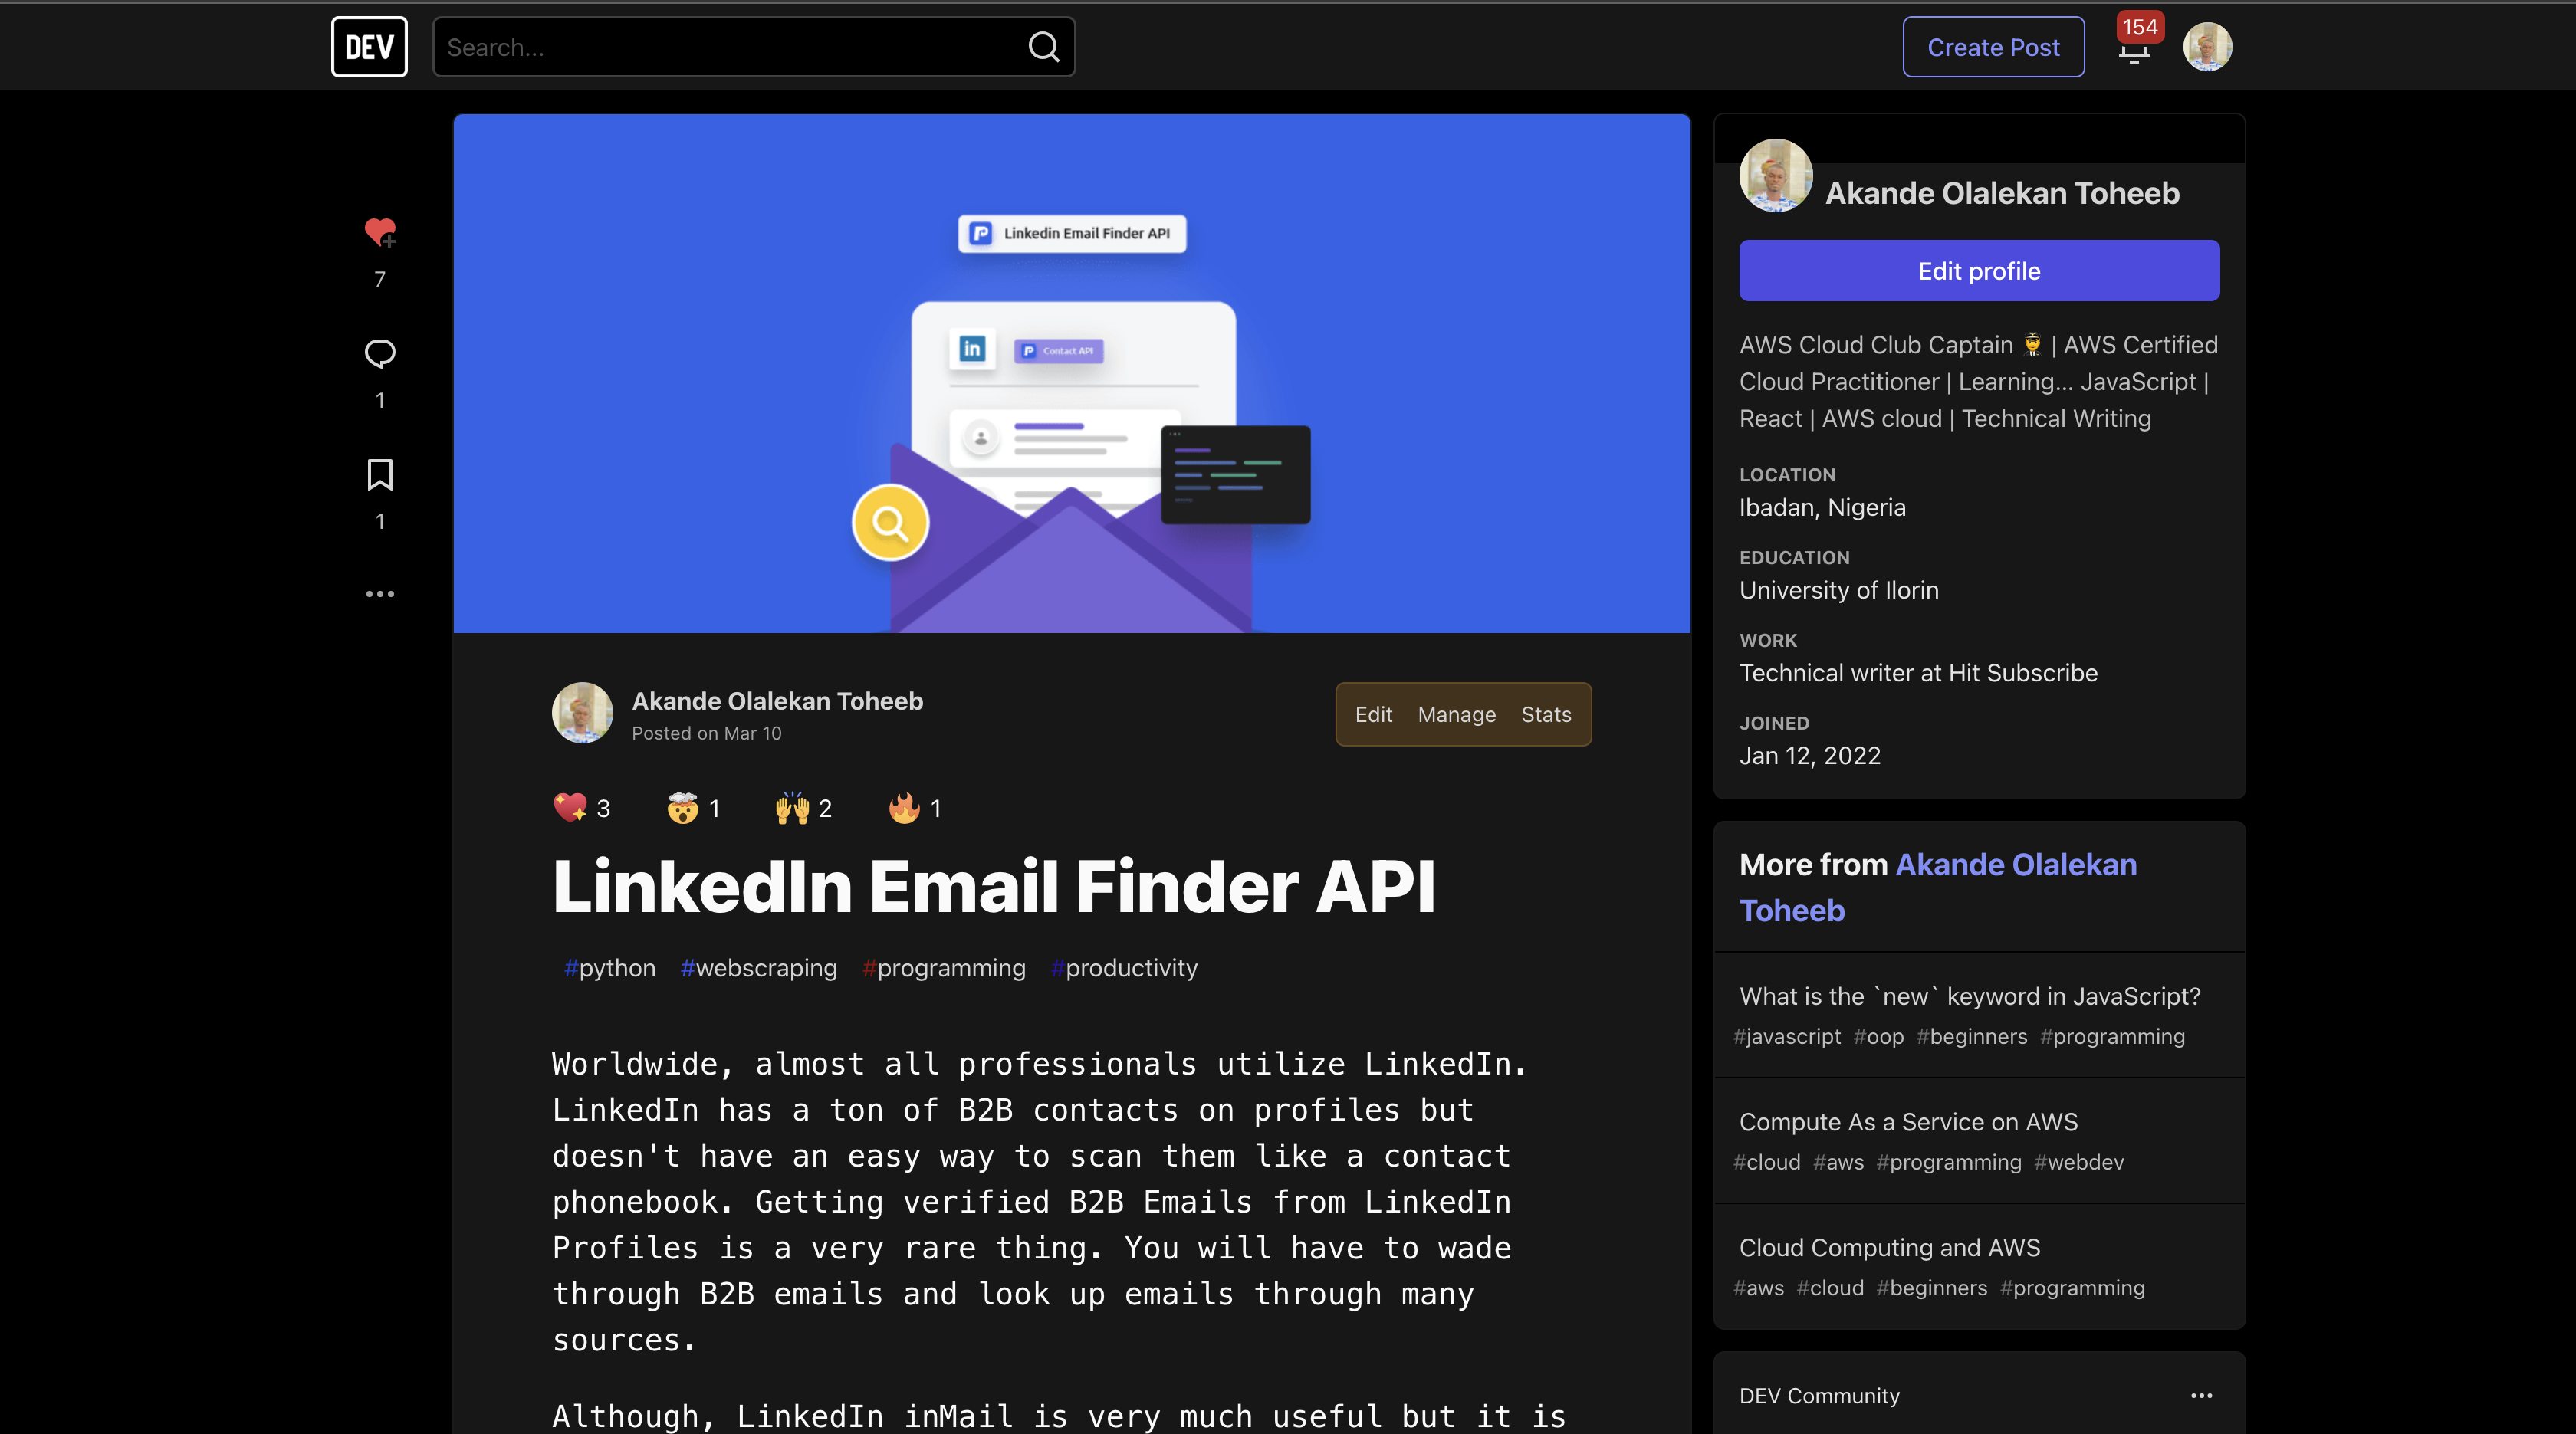 DEV
Search...
Create Post
154
7
1
1
Linkedin Email Finder API
in
Contact API
Akande Olalekan Toheeb
Posted on Mar 10
Edit Manage Stats
3 1 2 1
LinkedIn Email Finder API
#python #webscraping #programming #productivity
Worldwide, almost all professionals utilize LinkedIn.
LinkedIn has a ton of B2B contacts on profiles but
doesn't have an easy way to scan them like a contact
phonebook. Getting verified B2B Emails from LinkedIn
Profiles is a very rare thing. You will have to wade
through B2B emails and look up emails through many
sources.
Although, LinkedIn inMail is very much useful but it is
Akande Olalekan Toheeb
Edit profile
AWS Cloud Club Captain | AWS Certified
Cloud Practitioner | Learning... JavaScript |
React | AWS cloud | Technical Writing
LOCATION
Ibadan, Nigeria
EDUCATION
University of Ilorin
WORK
Technical writer at Hit Subscribe
JOINED
Jan 12, 2022
More from Akande Olalekan
Toheeb
What is the `new` keyword in JavaScript?
#javascript #oop #beginners #programming
Compute As a Service on AWS
#cloud #aws #programming #webdev
Cloud Computing and AWS
#aws #cloud #beginners #programming
DEV Community